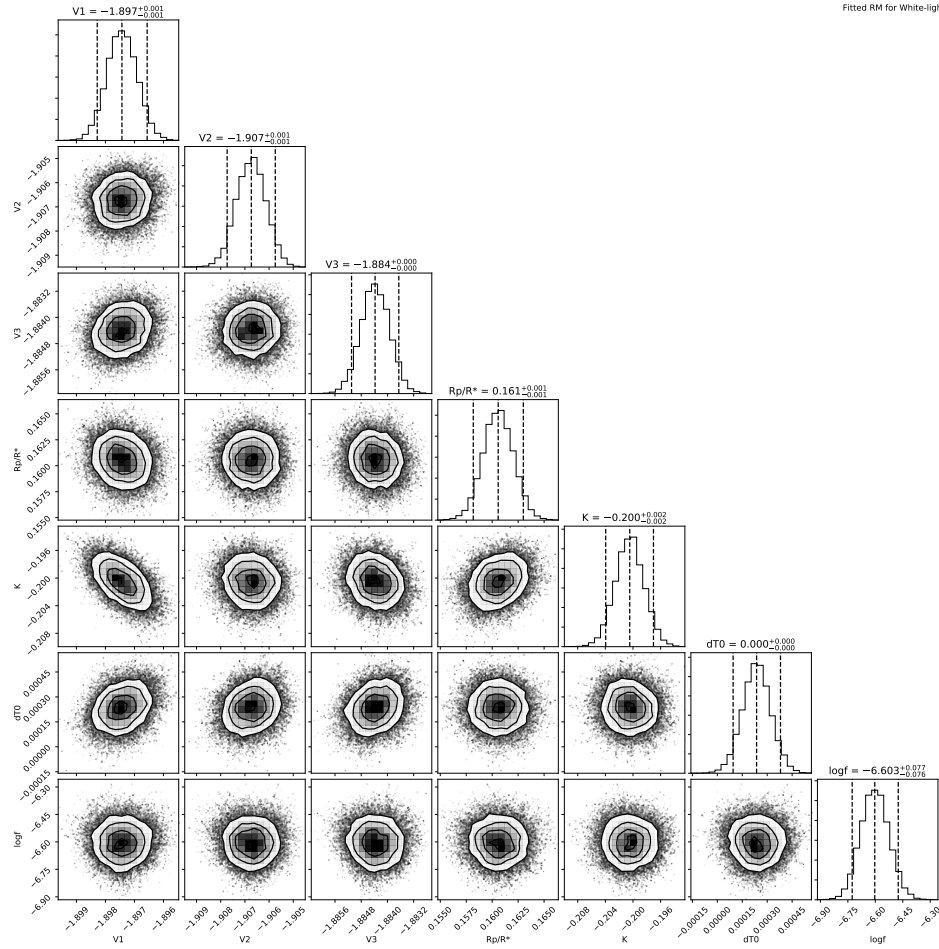 Fitted RM for White-ligh
V1 = −1.897+0.001 −0.001
V2 = −1.907+0.001 −0.001
−1.905
−1.906
−1.907
−1.908
−1.909
V2
V3 = −1.884+0.000 −0.000
−1.8832
−1.8840
−1.8848
−1.8856
V3
Rp/R* = 0.161+0.001 −0.001
0.1650
0.1625
0.1600
0.1575
0.1550
Rp/R*
K = −0.200+0.002 −0.002
−0.196
−0.200
−0.204
−0.208
K
dT0 = 0.000+0.000 −0.000
0.00045
0.00030
0.00015
0.00000
−0.00015
dT0
logf = −6.603+0.077 −0.076
−6.30
−6.45
−6.60
−6.75
−6.90
logf
−1.899 −1.898 −1.897 −1.896
−1.909 −1.908 −1.907 −1.906 −1.905
−1.8856 −1.8848 −1.8840 −1.8832
0.1550 0.1575 0.1600 0.1625 0.1650
−0.208 −0.204 −0.200 −0.196
−0.00015 0.00000 0.00015 0.00030 0.00045
−6.90 −6.75 −6.60 −6.45 −6.30
V1 V2 V3 Rp/R* K dT0 logf